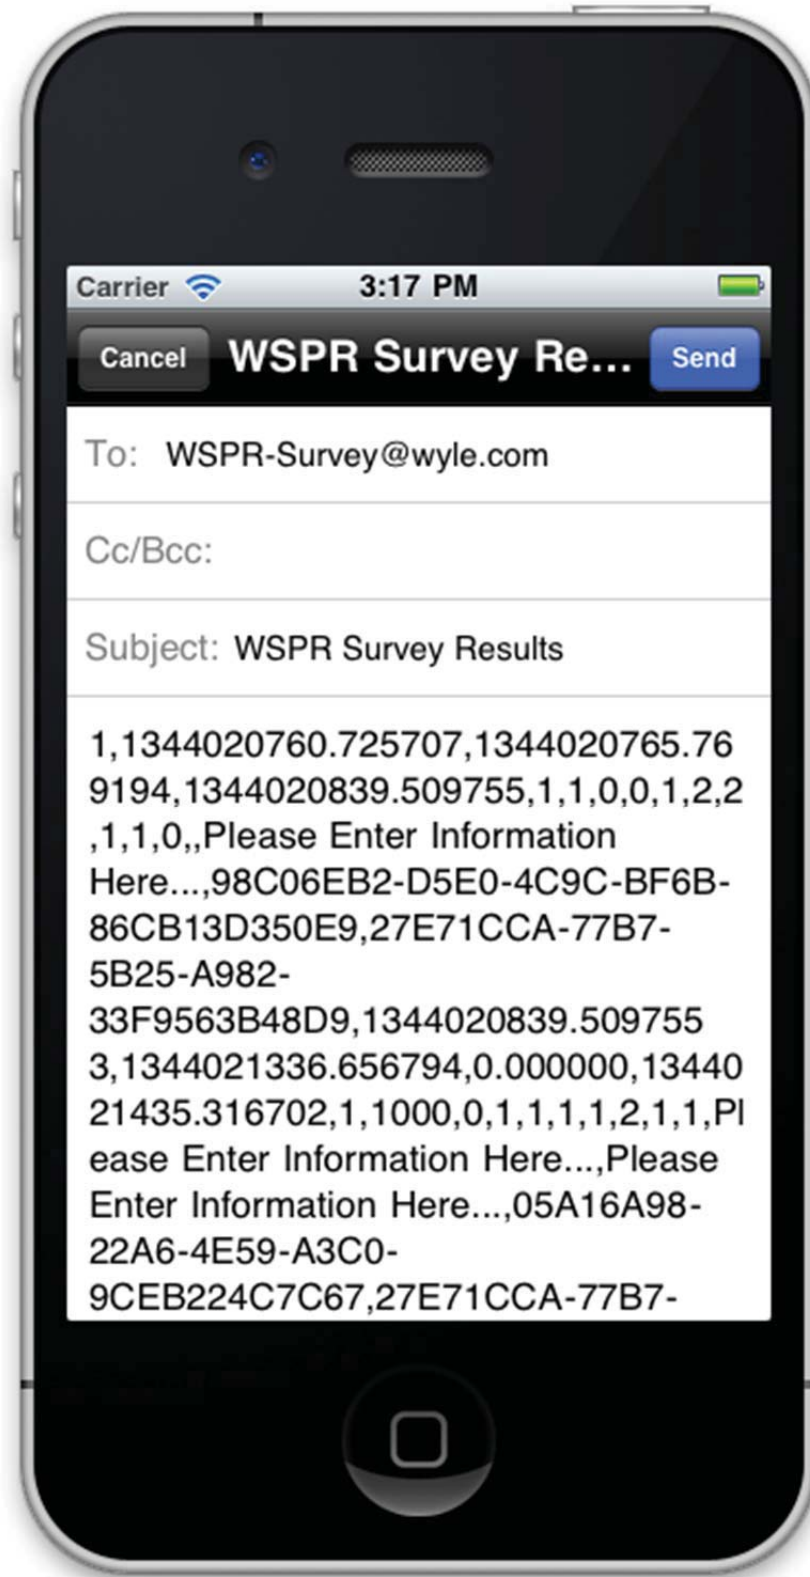 Carrier 3:17 PM
Cancel WSPR Survey Re... Send
To: WSPR-Survey@wyle.com
Cc/Bcc:
Subject: WSPR Survey Results
1,1344020760.725707,1344020765.76
9194,1344020839.509755,1,1,0,0,1,2,2
,1,1,0,,Please Enter Information
Here...,98C06EB2-D5E0-4C9C-BF6B-
86CB13D350E9,27E71CCA-77B7-
5B25-A982-
33F9563B48D9,1344020839.509755
3,1344021336.656794,0.000000,13440
21435.316702,1,1000,0,1,1,1,1,2,1,1,Pl
ease Enter Information Here...,Please
Enter Information Here...,05A16A98-
22A6-4E59-A3C0-
9CEB224C7C67,27E71CCA-77B7-